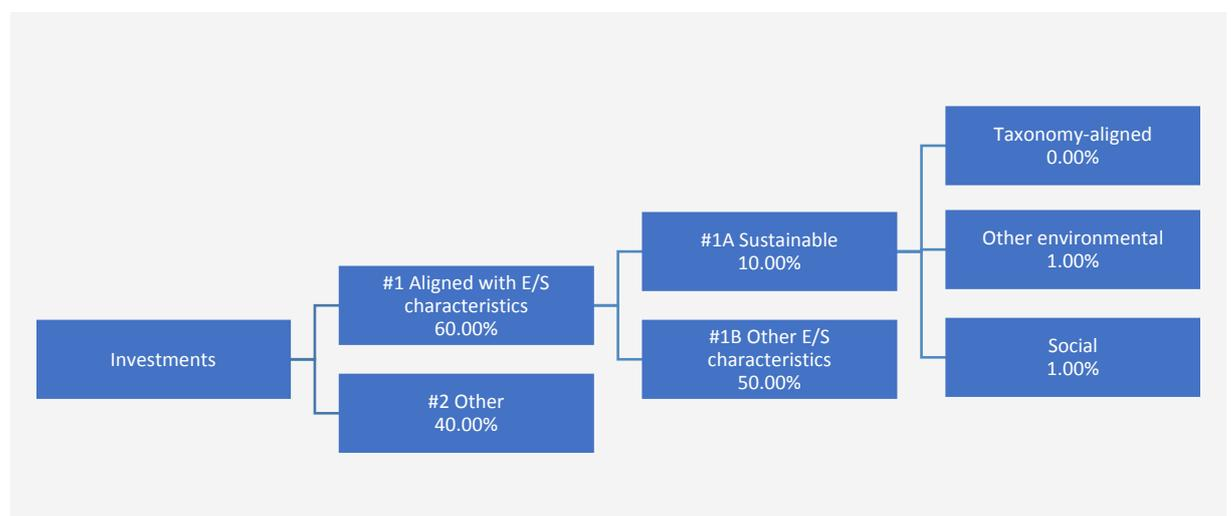 Investments
#1 Aligned with E/S
characteristics
60.00%
#2 Other
40.00%
#1A Sustainable
10.00%
#1B Other E/S
characteristics
50.00%
Taxonomy-aligned
0.00%
Other environmental
1.00%
Social
1.00%